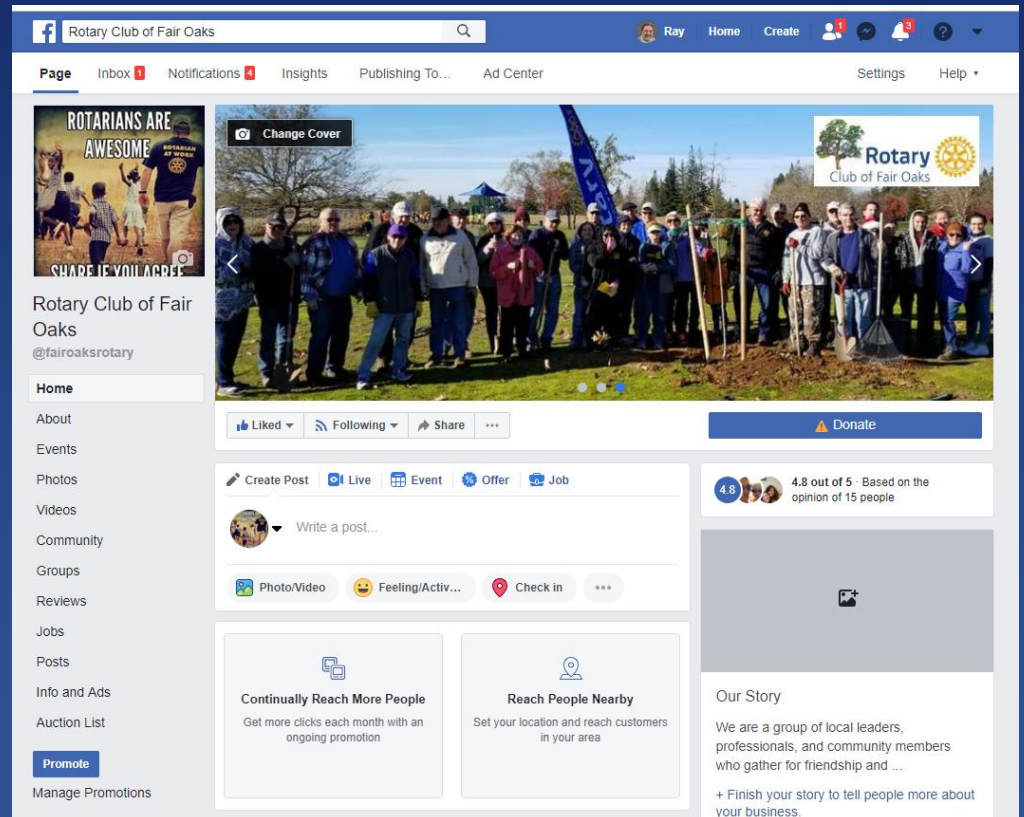 Rotary Club of Fair Oaks
Ray Home Create 1 3 ?
Page Inbox 1 Notifications 4 Insights Publishing To... Ad Center Settings Help
ROTARIANS ARE
AWESOME
ROTARIAN
AT WORK
SHARE IF YOU AGREE
Change Cover
Rotary
Club of Fair Oaks
Rotary Club of Fair
Oaks
@fairoaksrotary
Home
About
Events
Photos
Videos
Community
Groups
Reviews
Jobs
Posts
Info and Ads
Auction List
Promote
Manage Promotions
Liked Following Share ...
Donate
Create Post Live Event Offer Job
Write a post...
Photo/Video Feeling/Activ... Check in ...
Continually Reach More People
Get more clicks each month with an
ongoing promotion
Reach People Nearby
Set your location and reach customers
in your area
4.8
4.8 out of 5 · Based on the
opinion of 15 people
Our Story
We are a group of local leaders,
professionals, and community members
who gather for friendship and ...
+ Finish your story to tell people more about
your business.